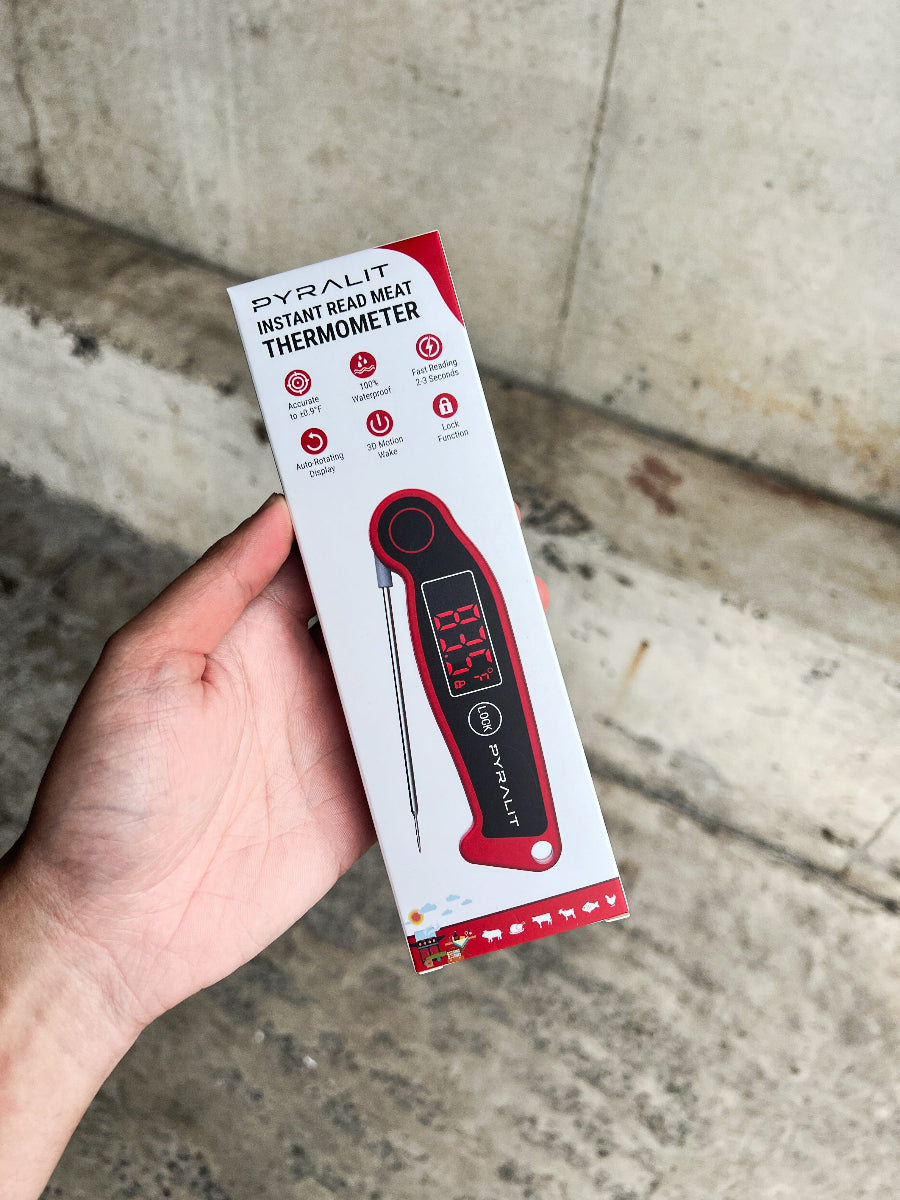 PYRALIT
INSTANT READ MEAT
THERMOMETER
Accurate
to ±0.9°F
100%
Waterproof
Fast Reading
2-3 Seconds
Auto-Rotating
Display
3D Motion
Wake
Lock
Function
°F
LOCK
PYRALIT